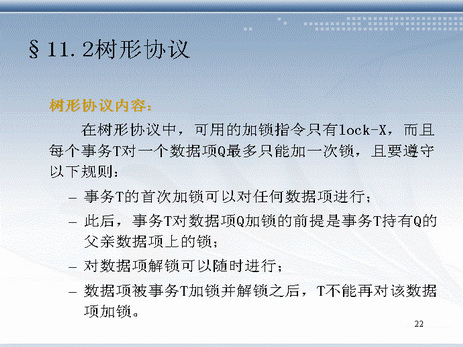 §11.2树形协议
树形协议内容：
在树形协议中，可用的加锁指令只有lock-X，而且
每个事务T对一个数据项Q最多只能加一次锁，且要遵守
以下规则：
– 事务T的首次加锁可以对任何数据项进行；
– 此后，事务T对数据项Q加锁的前提是事务T持有Q的
父亲数据项上的锁；
– 对数据项解锁可以随时进行；
– 数据项被事务T加锁并解锁之后，T不能再对该数据
项加锁。
22